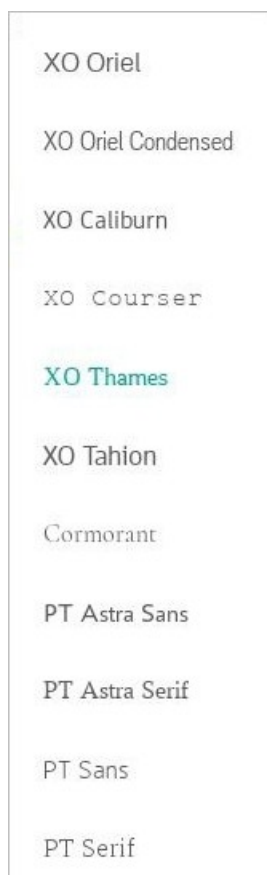 XO Oriel
XO Oriel Condensed
XO Caliburn
XO Courser
XO Thames
XO Tahion
Cormorant
PT Astra Sans
PT Astra Serif
PT Sans
PT Serif